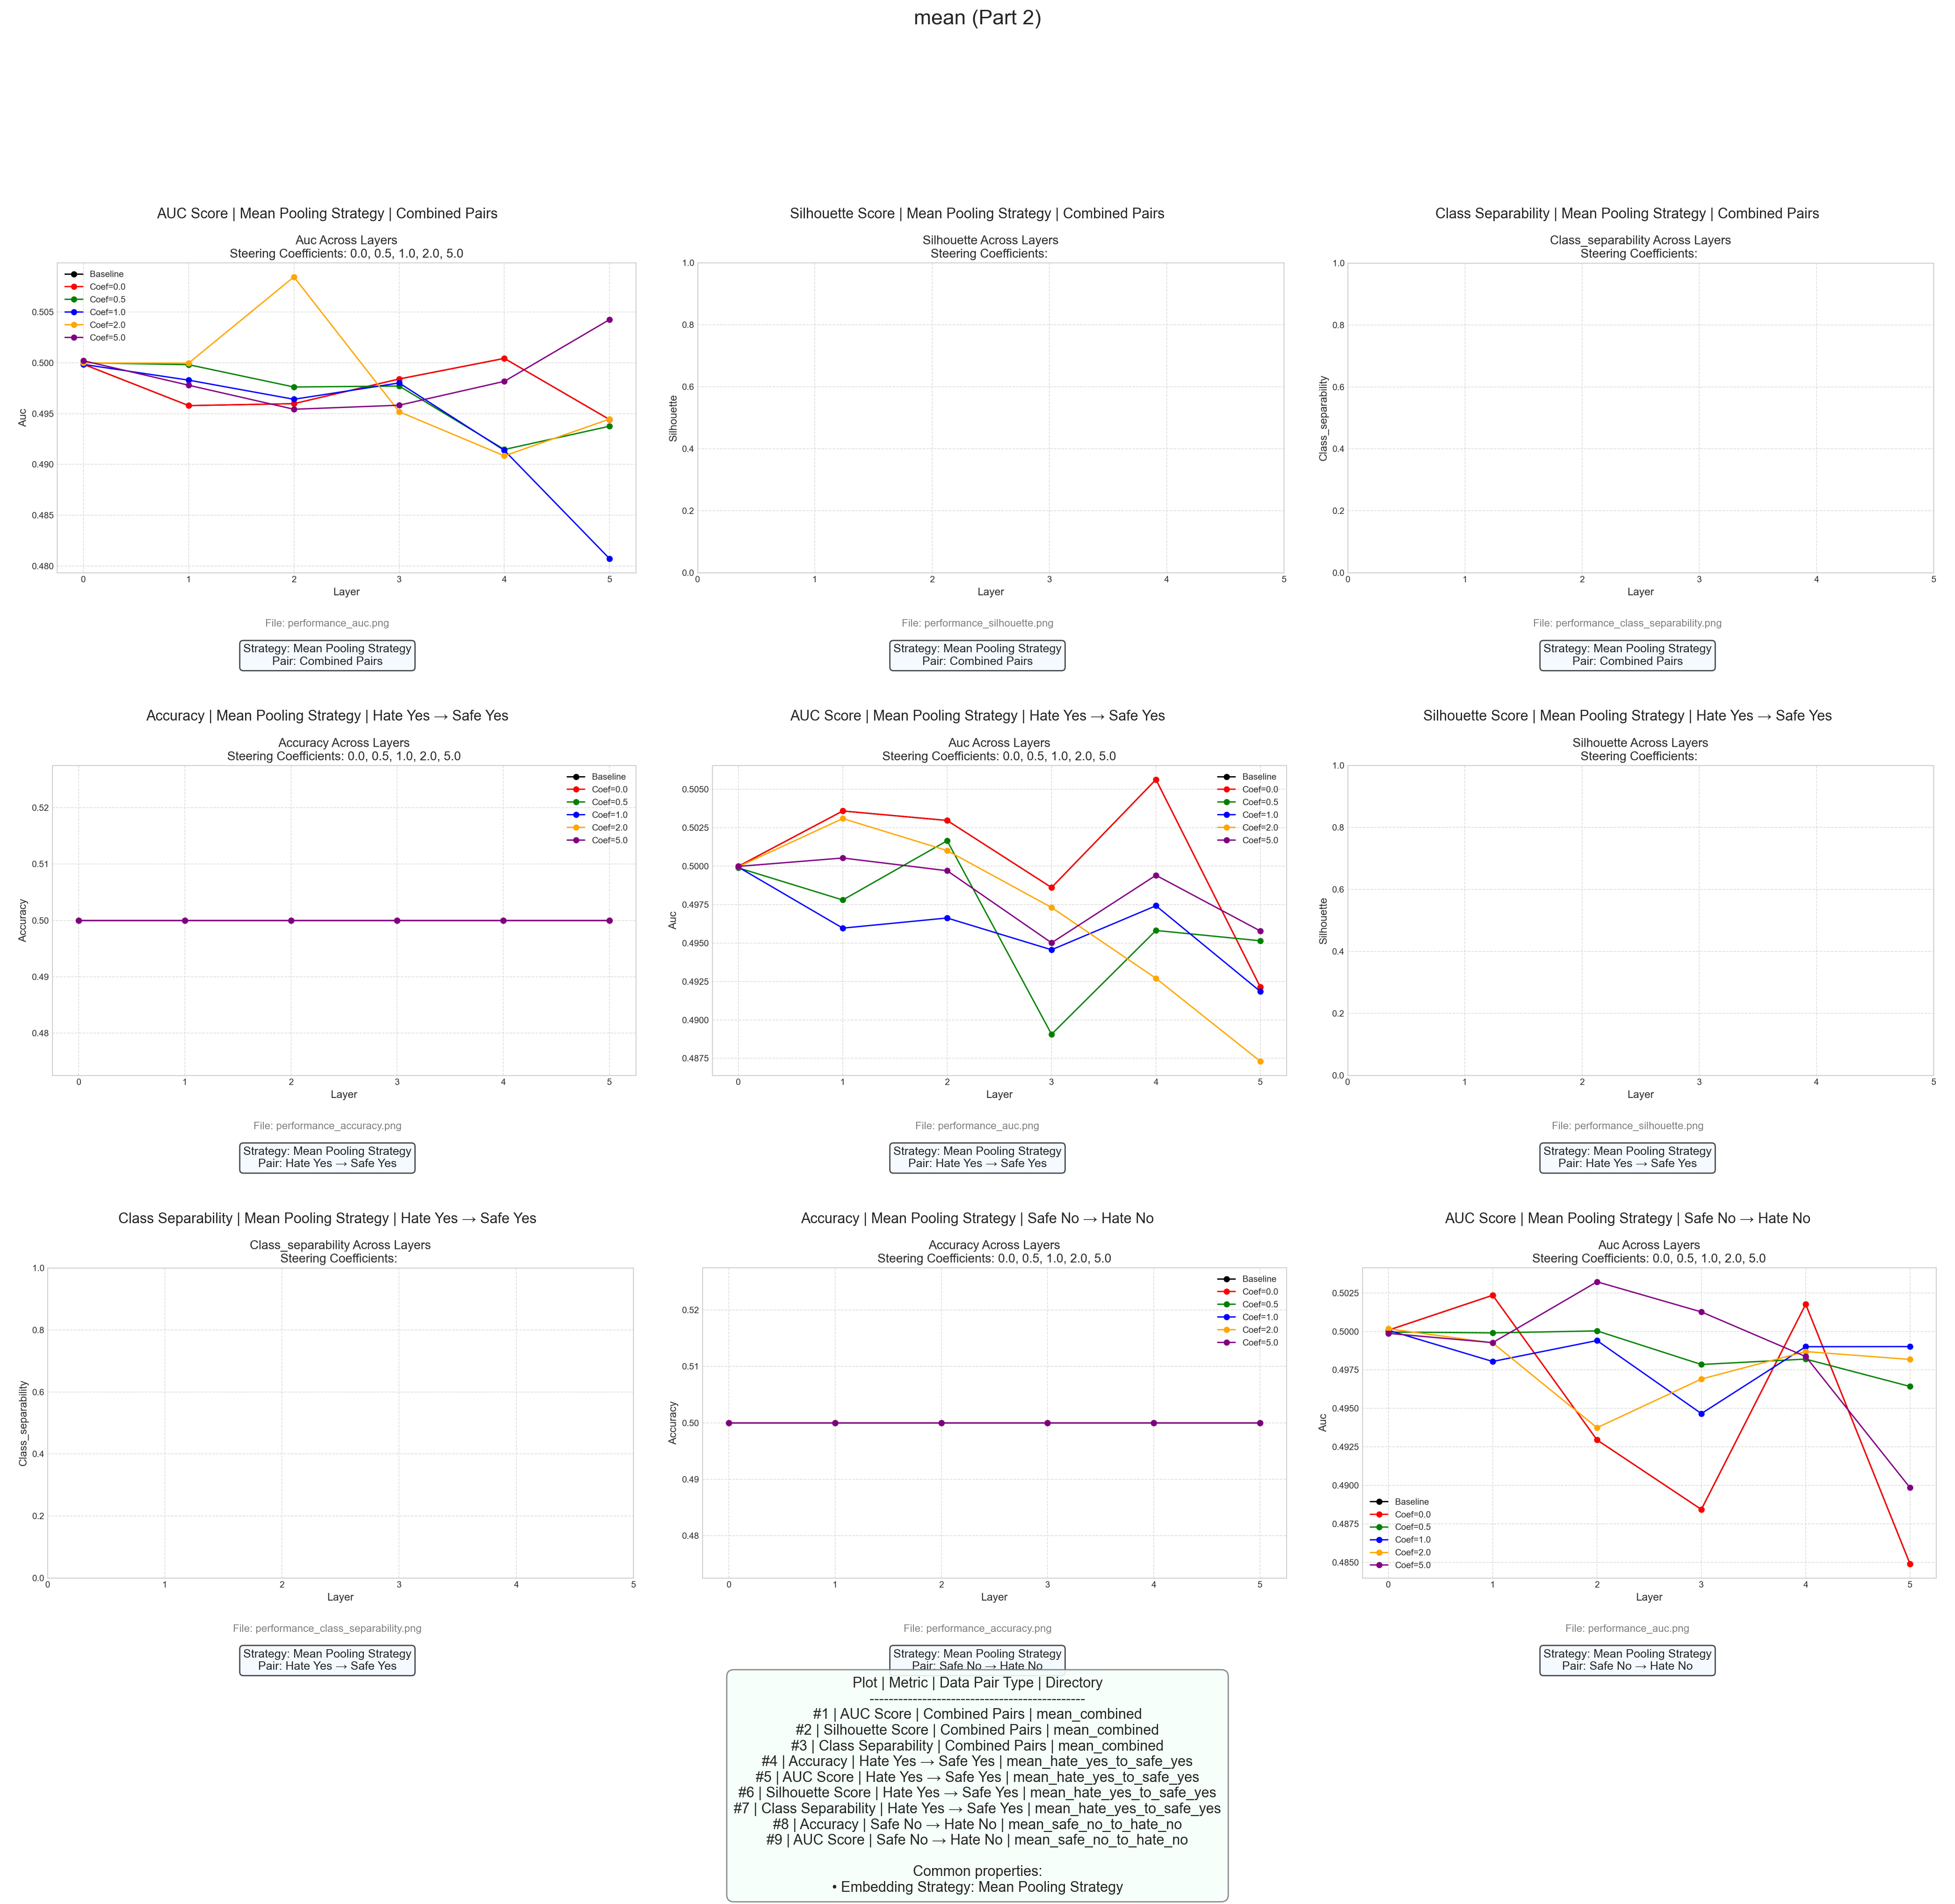 mean (Part 2)
AUC Score | Mean Pooling Strategy | Combined Pairs
Auc Across Layers
Steering Coefficients: 0.0, 0.5, 1.0, 2.0, 5.0
Baseline
Coef=0.0
Coef=0.5
Coef=1.0
Coef=2.0
Coef=5.0
0.505
0.500
0.495
0.490
0.485
0.480
Auc
0 1 2 3 4 5
Layer
File: performance_auc.png
Strategy: Mean Pooling Strategy
Pair: Combined Pairs
Silhouette Score | Mean Pooling Strategy | Combined Pairs
Silhouette Across Layers
Steering Coefficients:
1.0
0.8
0.6
0.4
0.2
0.0
Silhouette
0 1 2 3 4 5
Layer
File: performance_silhouette.png
Strategy: Mean Pooling Strategy
Pair: Combined Pairs
Class Separability | Mean Pooling Strategy | Combined Pairs
Class_separability Across Layers
Steering Coefficients:
1.0
0.8
0.6
0.4
0.2
0.0
Class_separability
0 1 2 3 4 5
Layer
File: performance_class_separability.png
Strategy: Mean Pooling Strategy
Pair: Combined Pairs
Accuracy | Mean Pooling Strategy | Hate Yes → Safe Yes
Accuracy Across Layers
Steering Coefficients: 0.0, 0.5, 1.0, 2.0, 5.0
Baseline
Coef=0.0
Coef=0.5
Coef=1.0
Coef=2.0
Coef=5.0
0.52
0.51
0.50
0.49
0.48
Accuracy
0 1 2 3 4 5
Layer
File: performance_accuracy.png
Strategy: Mean Pooling Strategy
Pair: Hate Yes → Safe Yes
AUC Score | Mean Pooling Strategy | Hate Yes → Safe Yes
Auc Across Layers
Steering Coefficients: 0.0, 0.5, 1.0, 2.0, 5.0
Baseline
Coef=0.0
Coef=0.5
Coef=1.0
Coef=2.0
Coef=5.0
0.5050
0.5025
0.5000
0.4975
0.4950
0.4925
0.4900
0.4875
Auc
0 1 2 3 4 5
Layer
File: performance_auc.png
Strategy: Mean Pooling Strategy
Pair: Hate Yes → Safe Yes
Silhouette Score | Mean Pooling Strategy | Hate Yes → Safe Yes
Silhouette Across Layers
Steering Coefficients:
1.0
0.8
0.6
0.4
0.2
0.0
Silhouette
0 1 2 3 4 5
Layer
File: performance_silhouette.png
Strategy: Mean Pooling Strategy
Pair: Hate Yes → Safe Yes
Class Separability | Mean Pooling Strategy | Hate Yes → Safe Yes
Class_separability Across Layers
Steering Coefficients:
1.0
0.8
0.6
0.4
0.2
0.0
Class_separability
0 1 2 3 4 5
Layer
File: performance_class_separability.png
Strategy: Mean Pooling Strategy
Pair: Hate Yes → Safe Yes
Accuracy | Mean Pooling Strategy | Safe No → Hate No
Accuracy Across Layers
Steering Coefficients: 0.0, 0.5, 1.0, 2.0, 5.0
Baseline
Coef=0.0
Coef=0.5
Coef=1.0
Coef=2.0
Coef=5.0
0.52
0.51
0.50
0.49
0.48
Accuracy
0 1 2 3 4 5
Layer
File: performance_accuracy.png
Strategy: Mean Pooling Strategy
Pair: Safe No → Hate No
AUC Score | Mean Pooling Strategy | Safe No → Hate No
Auc Across Layers
Steering Coefficients: 0.0, 0.5, 1.0, 2.0, 5.0
0.5025
0.5000
0.4975
0.4950
0.4925
0.4900
0.4875
0.4850
Auc
Baseline
Coef=0.0
Coef=0.5
Coef=1.0
Coef=2.0
Coef=5.0
0 1 2 3 4 5
Layer
File: performance_auc.png
Strategy: Mean Pooling Strategy
Pair: Safe No → Hate No
Plot | Metric | Data Pair Type | Directory
---------------------------------------------
#1 | AUC Score | Combined Pairs | mean_combined
#2 | Silhouette Score | Combined Pairs | mean_combined
#3 | Class Separability | Combined Pairs | mean_combined
#4 | Accuracy | Hate Yes → Safe Yes | mean_hate_yes_to_safe_yes
#5 | AUC Score | Hate Yes → Safe Yes | mean_hate_yes_to_safe_yes
#6 | Silhouette Score | Hate Yes → Safe Yes | mean_hate_yes_to_safe_yes
#7 | Class Separability | Hate Yes → Safe Yes | mean_hate_yes_to_safe_yes
#8 | Accuracy | Safe No → Hate No | mean_safe_no_to_hate_no
#9 | AUC Score | Safe No → Hate No | mean_safe_no_to_hate_no
Common properties:
• Embedding Strategy: Mean Pooling Strategy